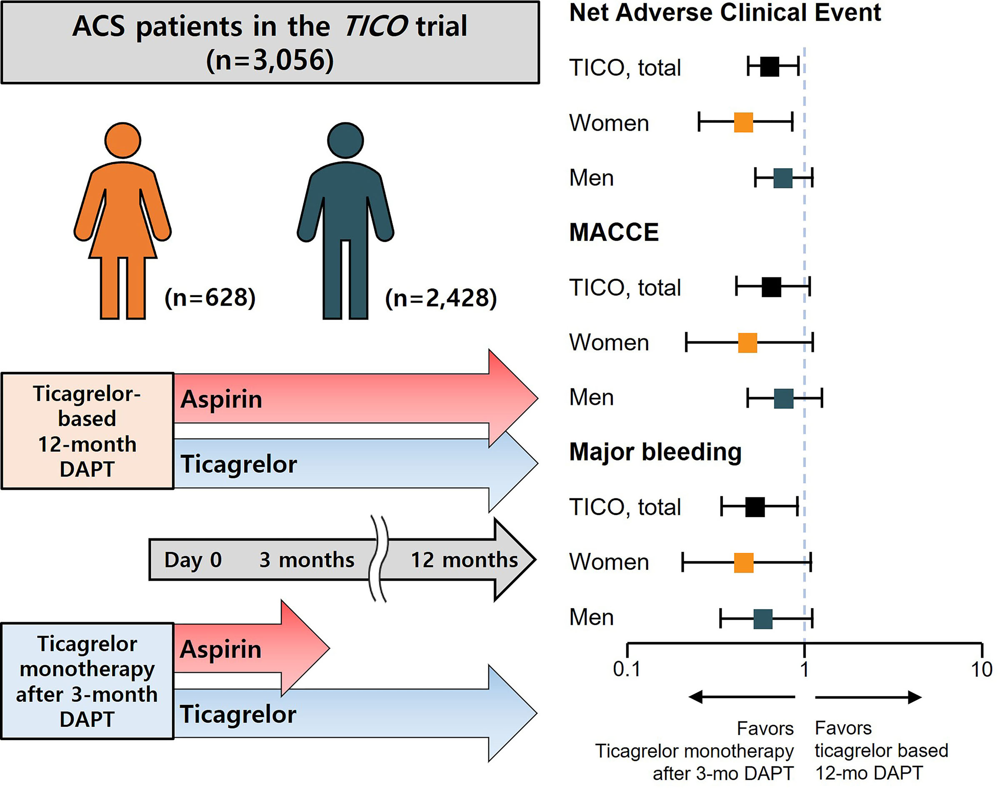 ACS patients in the TICO trial
(n=3,056)
(n=628)
(n=2,428)
Ticagrelor-
based
12-month
DAPT
Aspirin
Ticagrelor
Day 0
3 months
12 months
Ticagrelor
monotherapy
after 3-month
DAPT
Aspirin
Ticagrelor
Net Adverse Clinical Event
TICO, total
Women
Men
MACCE
TICO, total
Women
Men
Major bleeding
TICO, total
Women
Men
0.1
1
10
Favors
Ticagrelor monotherapy
after 3-mo DAPT
Favors
ticagrelor based
12-mo DAPT